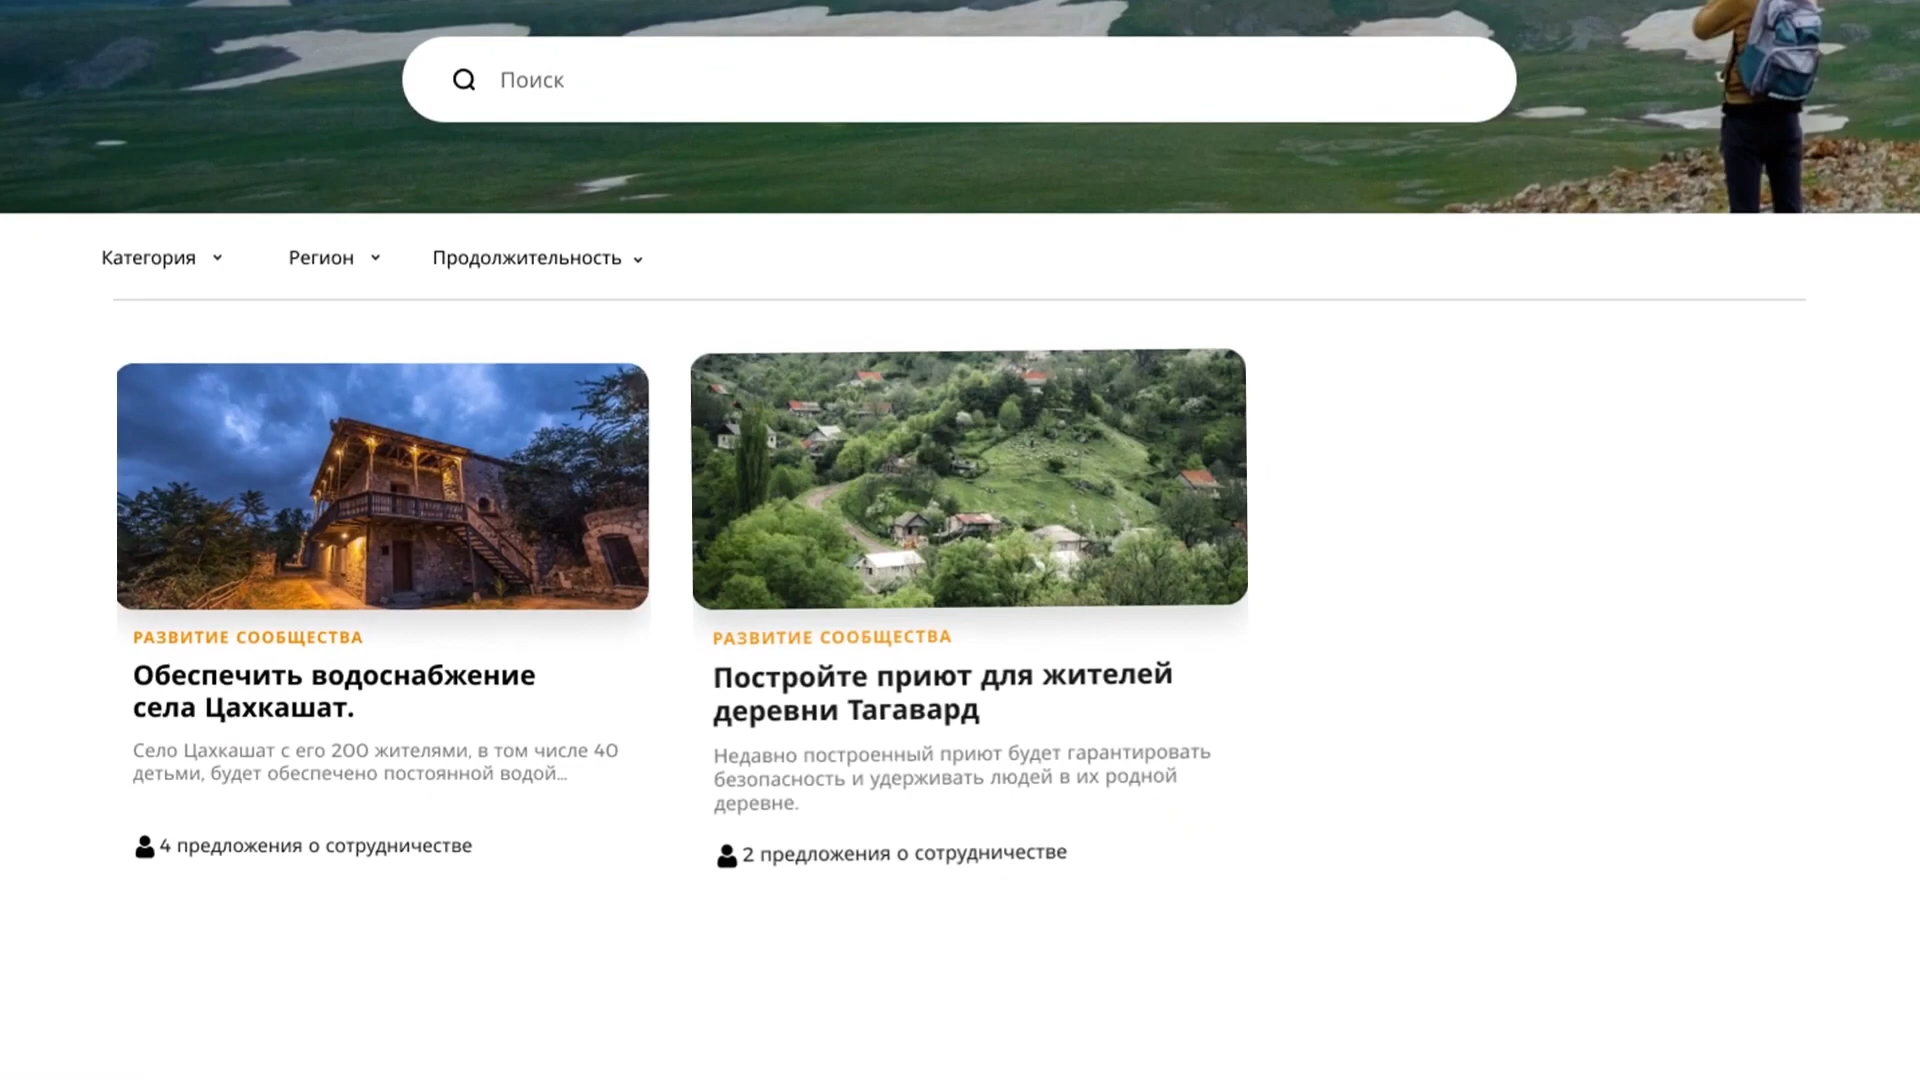 Поиск
Категория
Регион
Продолжительность
РАЗВИТИЕ СООБЩЕСТВА
Обеспечить водоснабжение
села Цахкашат.
Село Цахкашат с его 200 жителями, в том числе 40
детьми, будет обеспечено постоянной водой...
4 предложения о сотрудничестве
РАЗВИТИЕ СООБЩЕСТВА
Постройте приют для жителей
деревни Тагавард
Недавно построенный приют будет гарантировать
безопасность и удерживать людей в их родной
деревне.
2 предложения о сотрудничестве